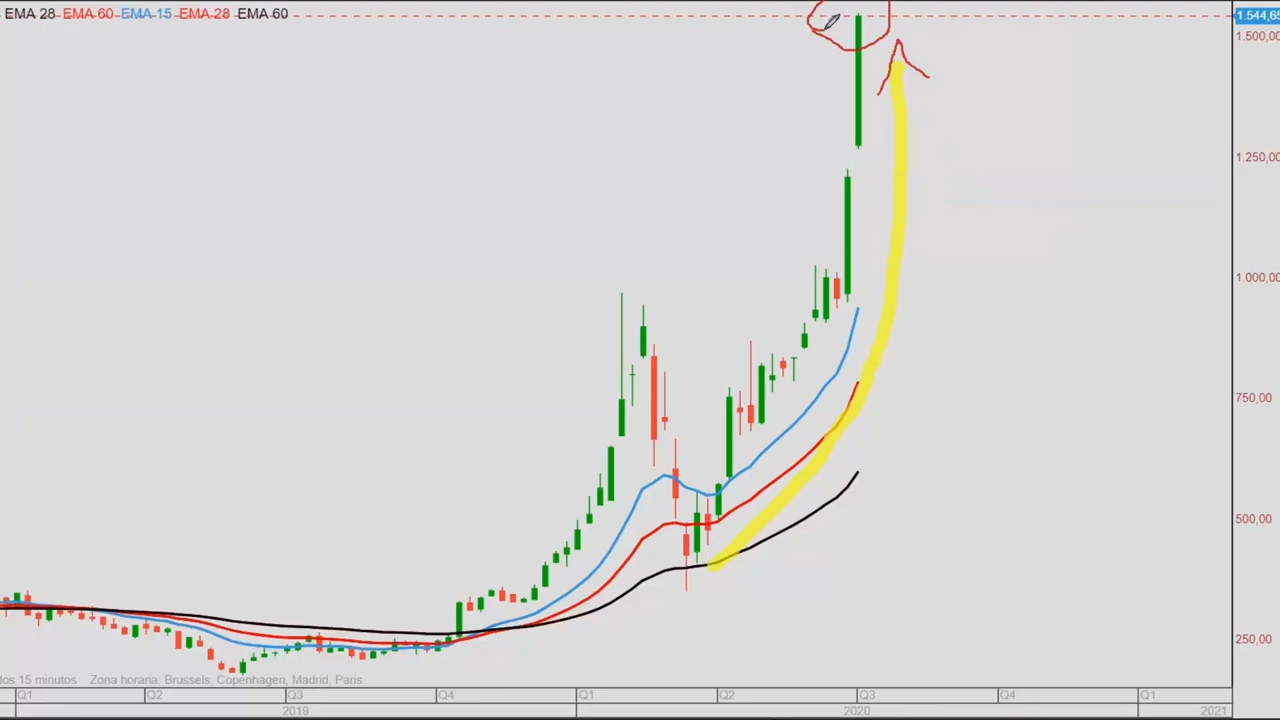 EMA 28 EMA 60 EMA 15 EMA 28 EMA 60
1.544,65
1.500,00
1.250,00
1.000,00
750,00
500,00
250,00
dos 15 minutos Zona horaria: Brussels, Copenhagen, Madrid, Paris
Q1 Q2 Q3 Q4 Q1 Q2 Q3 Q4 Q1
2019 2020 2021